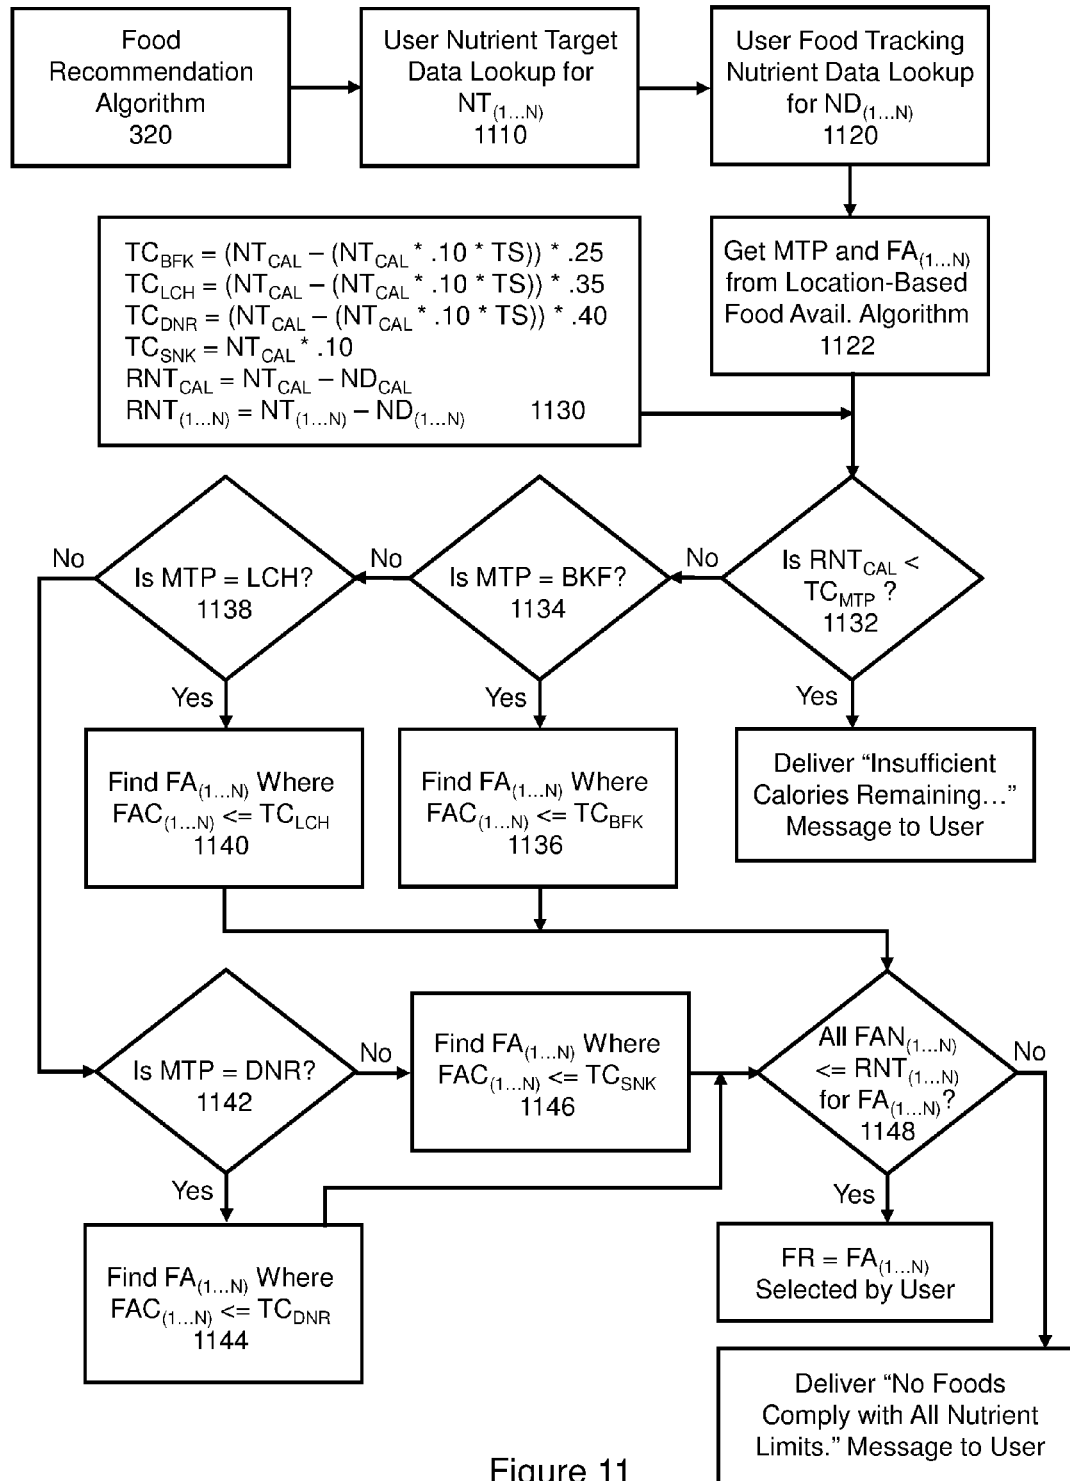 Food
Recommendation
Algorithm
320
User Nutrient Target
Data Lookup for
NT(1...N)
1110
User Food Tracking
Nutrient Data Lookup
for ND(1...N)
1120
TCBFK = (NTCAL – (NTCAL * .10 * TS)) * .25
TCLCH = (NTCAL – (NTCAL * .10 * TS)) * .35
TCDNR = (NTCAL – (NTCAL * .10 * TS)) * .40
TCSNK = NTCAL * .10
RNTCAL = NTCAL – NDCAL
RNT(1...N) = NT(1...N) – ND(1...N) 1130
Get MTP and FA(1...N)
from Location-Based
Food Avail. Algorithm
1122
Is RNTCAL <
TCMTP ?
1132
No
Yes
Is MTP = BKF?
1134
No
Yes
Is MTP = LCH?
1138
No
Yes
Find FA(1...N) Where
FAC(1...N) <= TCLCH
1140
Find FA(1...N) Where
FAC(1...N) <= TCBFK
1136
Deliver “Insufficient
Calories Remaining...”
Message to User
Is MTP = DNR?
1142
No
Yes
Find FA(1...N) Where
FAC(1...N) <= TCSNK
1146
All FAN(1...N)
<= RNT(1...N)
for FA(1...N)?
1148
No
Yes
Find FA(1...N) Where
FAC(1...N) <= TCDNR
1144
FR = FA(1...N)
Selected by User
Deliver “No Foods
Comply with All Nutrient
Limits.” Message to User
Figure 11